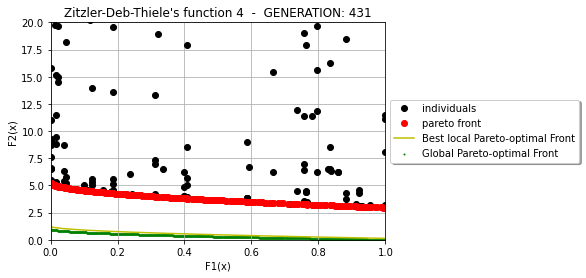 Zitzler-Deb-Thiele's function 4 - GENERATION: 431
20.0
17.5
15.0
12.5
10.0
7.5
5.0
2.5
0.0
F2(x)
0.0 0.2 0.4 0.6 0.8 1.0
F1(x)
individuals
pareto front
Best local Pareto-optimal Front
Global Pareto-optimal Front